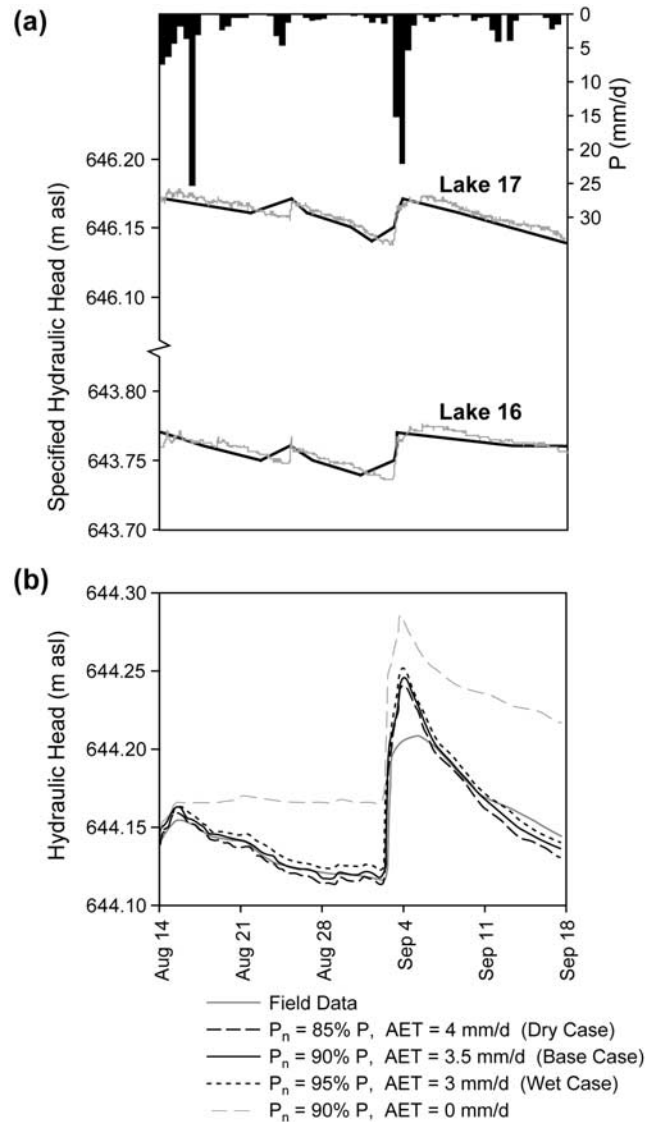 (a)
0
5
10
15
20
25
30
P (mm/d)
646.20
646.15
646.10
643.80
643.75
643.70
Specified Hydraulic Head (m asl)
Lake 17
Lake 16
(b)
644.30
644.25
644.20
644.15
644.10
Hydraulic Head (m asl)
Aug 14
Aug 21
Aug 28
Sep 4
Sep 11
Sep 18
Field Data
Pn = 85% P, AET = 4 mm/d (Dry Case)
Pn = 90% P, AET = 3.5 mm/d (Base Case)
Pn = 95% P, AET = 3 mm/d (Wet Case)
Pn = 90% P, AET = 0 mm/d